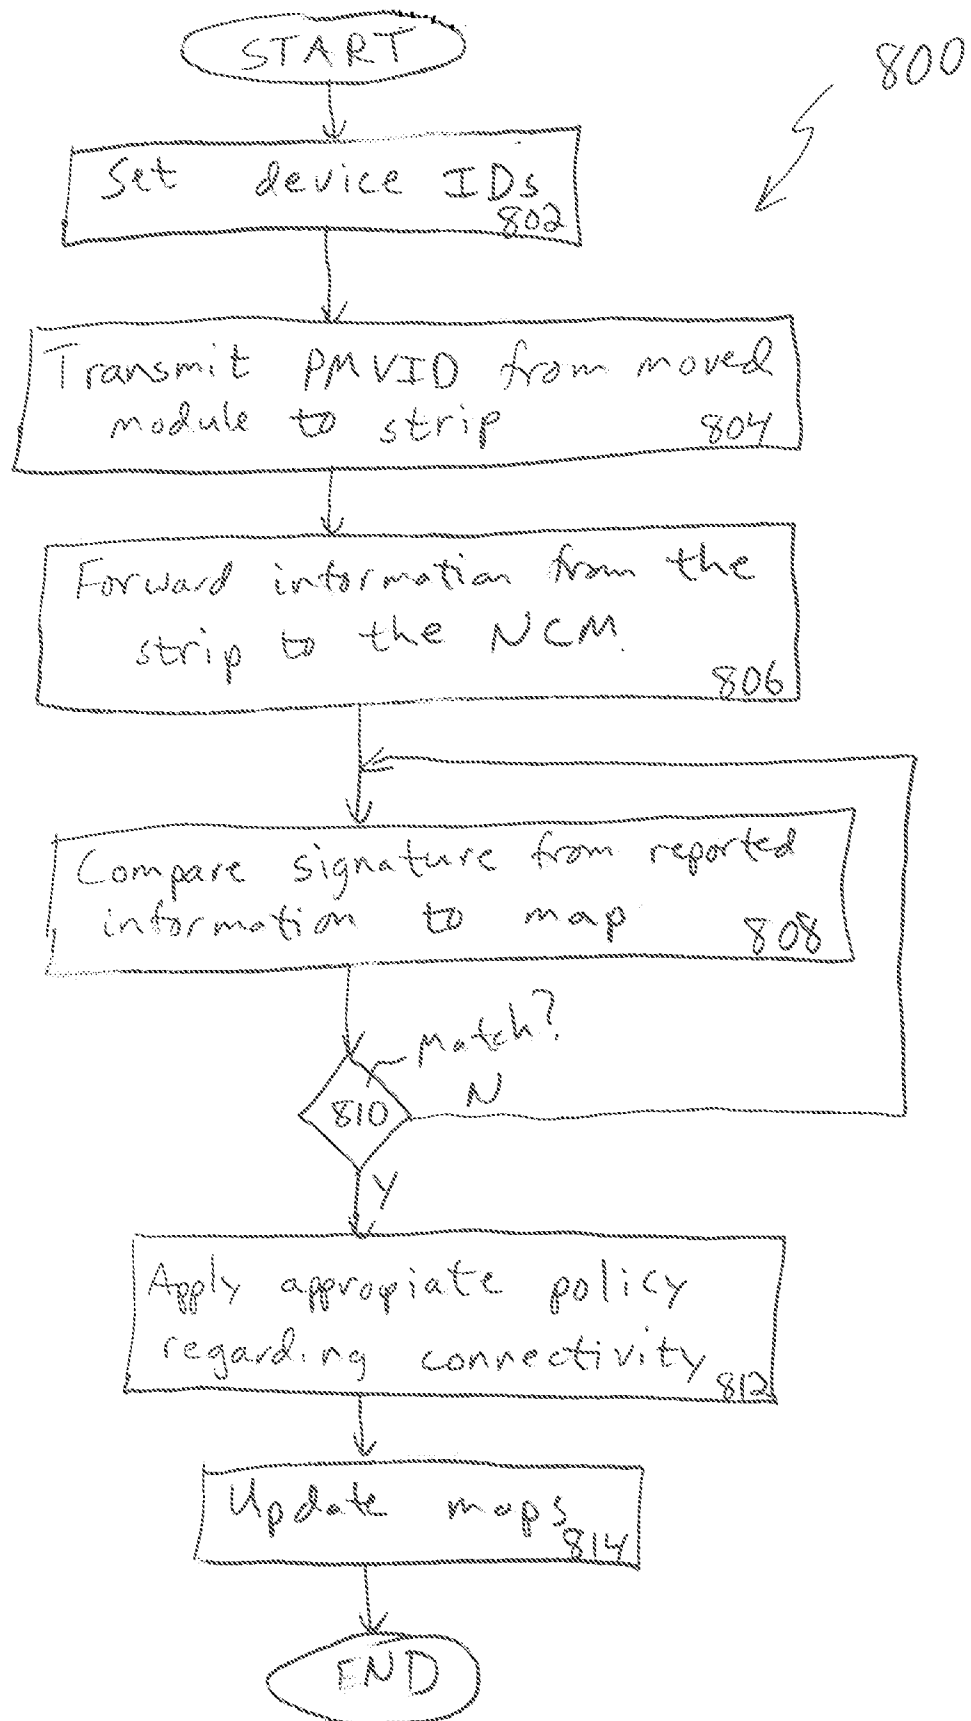 START
800
Set device IDs
802
Transmit PMVID from moved
module to strip 804
Forward information from the
strip to the NCM.
806
Compare signature from reported
information to map 808
Match?
810
N
Y
Apply appropiate policy
regarding connectivity 812
Update maps
814
END